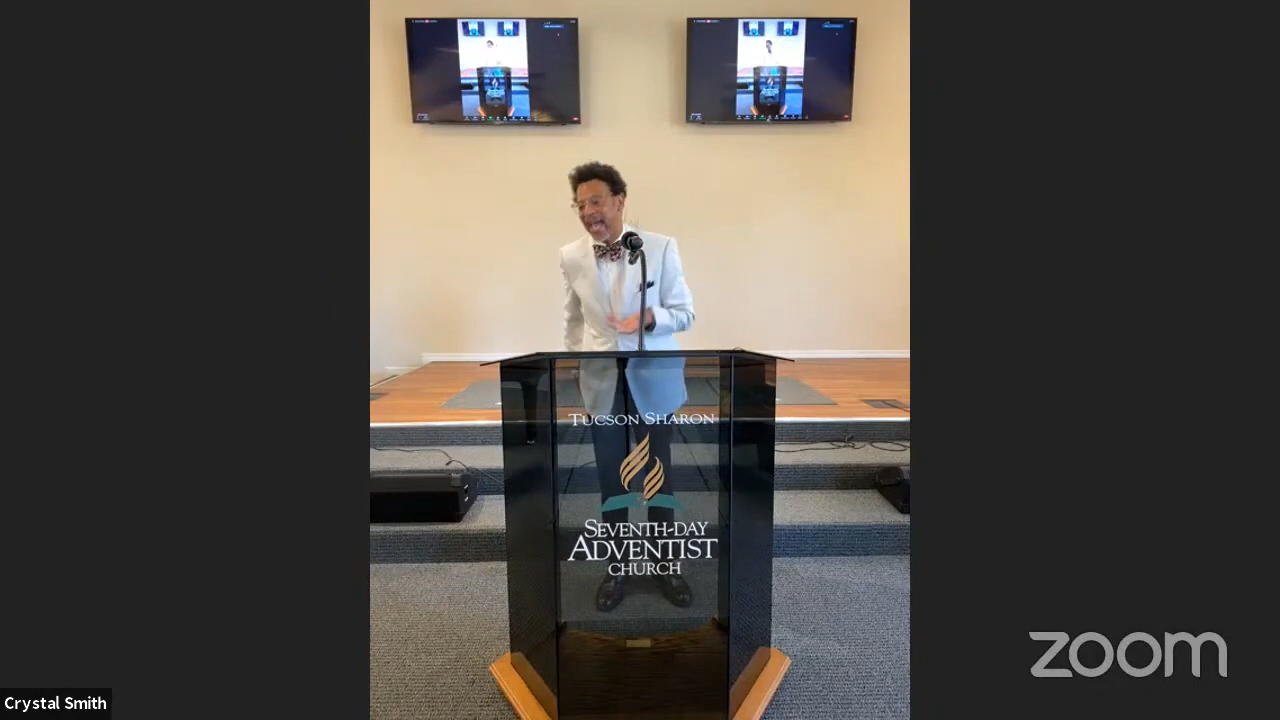 TUCSON SHARON
SEVENTH-DAY
ADVENTIST
CHURCH
zoom
Crystal Smith